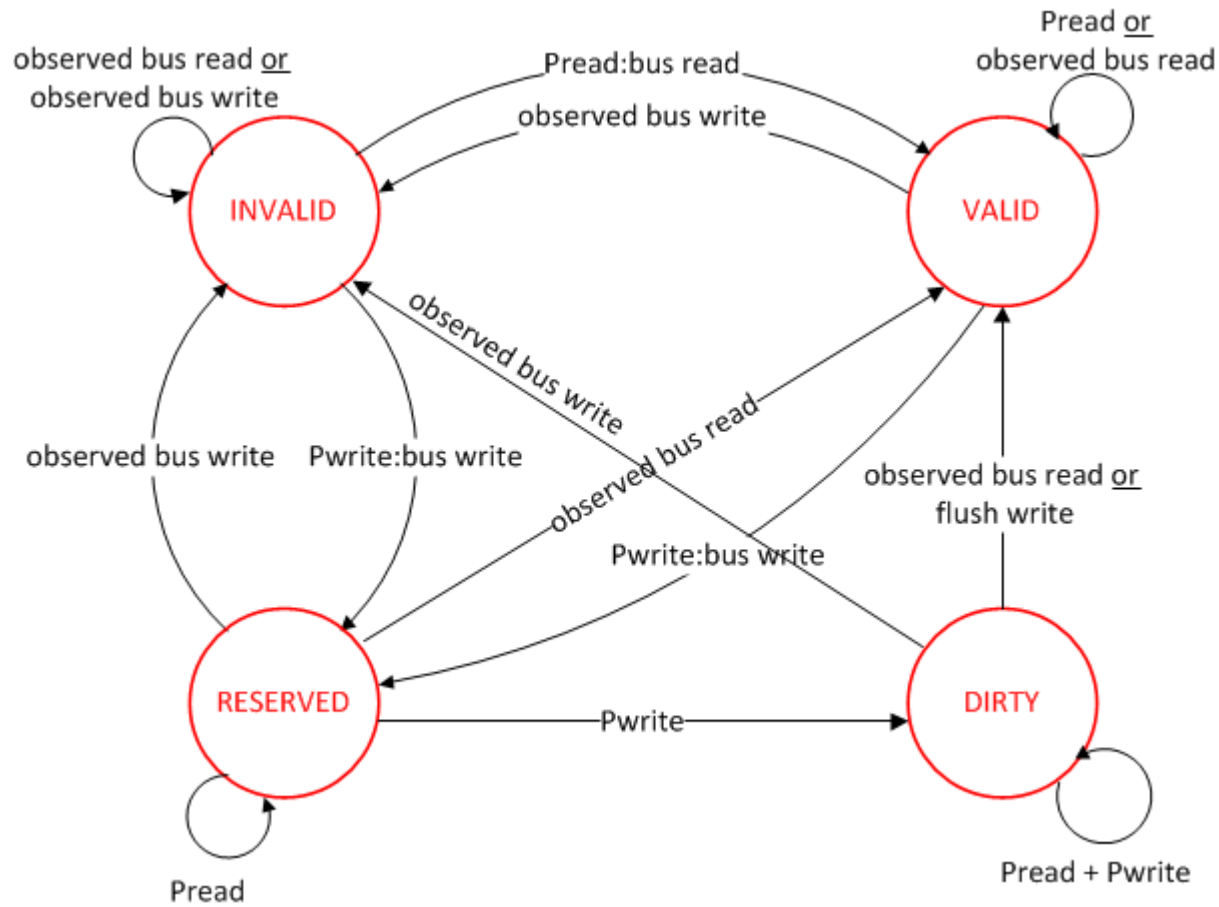 observed bus read or
observed bus write
Pread:bus read
observed bus write
Pread or
observed bus read
INVALID
VALID
observed bus write
observed bus read
observed bus write
Pwrite:bus write
observed bus read or
flush write
Pwrite:bus write
RESERVED
DIRTY
Pwrite
Pread
Pread + Pwrite